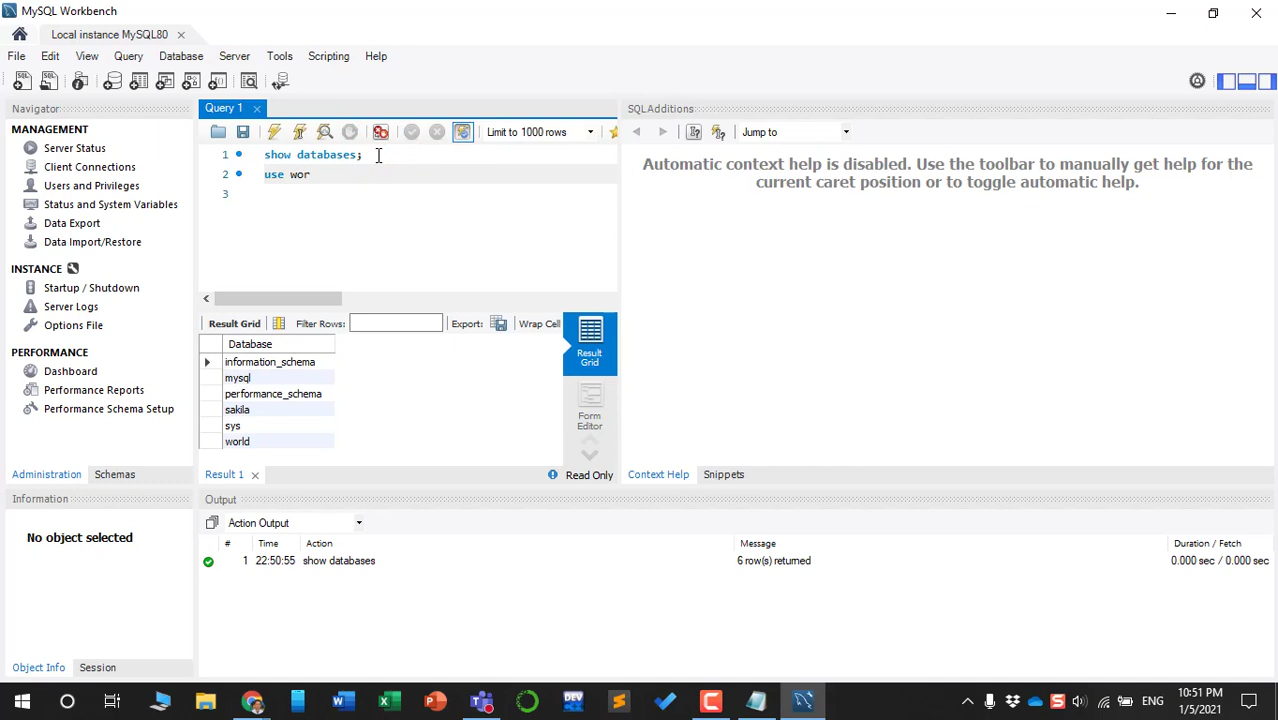 MySQL Workbench
Local instance MySQL80
File Edit View Query Database Server Tools Scripting Help
Navigator
MANAGEMENT
Server Status
Client Connections
Users and Privileges
Status and System Variables
Data Export
Data Import/Restore
INSTANCE
Startup / Shutdown
Server Logs
Options File
PERFORMANCE
Dashboard
Performance Reports
Performance Schema Setup
Administration Schemas
Query 1
Limit to 1000 rows
1 show databases;
2 use wor
3
Result Grid Filter Rows: Export: Wrap Cell
Database
information_schema
mysql
performance_schema
sakila
sys
world
Result Grid
Form Editor
Result 1 Read Only
SQLAdditions
Jump to
Automatic context help is disabled. Use the toolbar to manually get help for the
current caret position or to toggle automatic help.
Context Help Snippets
Information
No object selected
Object Info Session
Output
Action Output
# Time Action Message Duration / Fetch
1 22:50:55 show databases 6 row(s) returned 0.000 sec / 0.000 sec
ENG
10:51 PM
1/5/2021